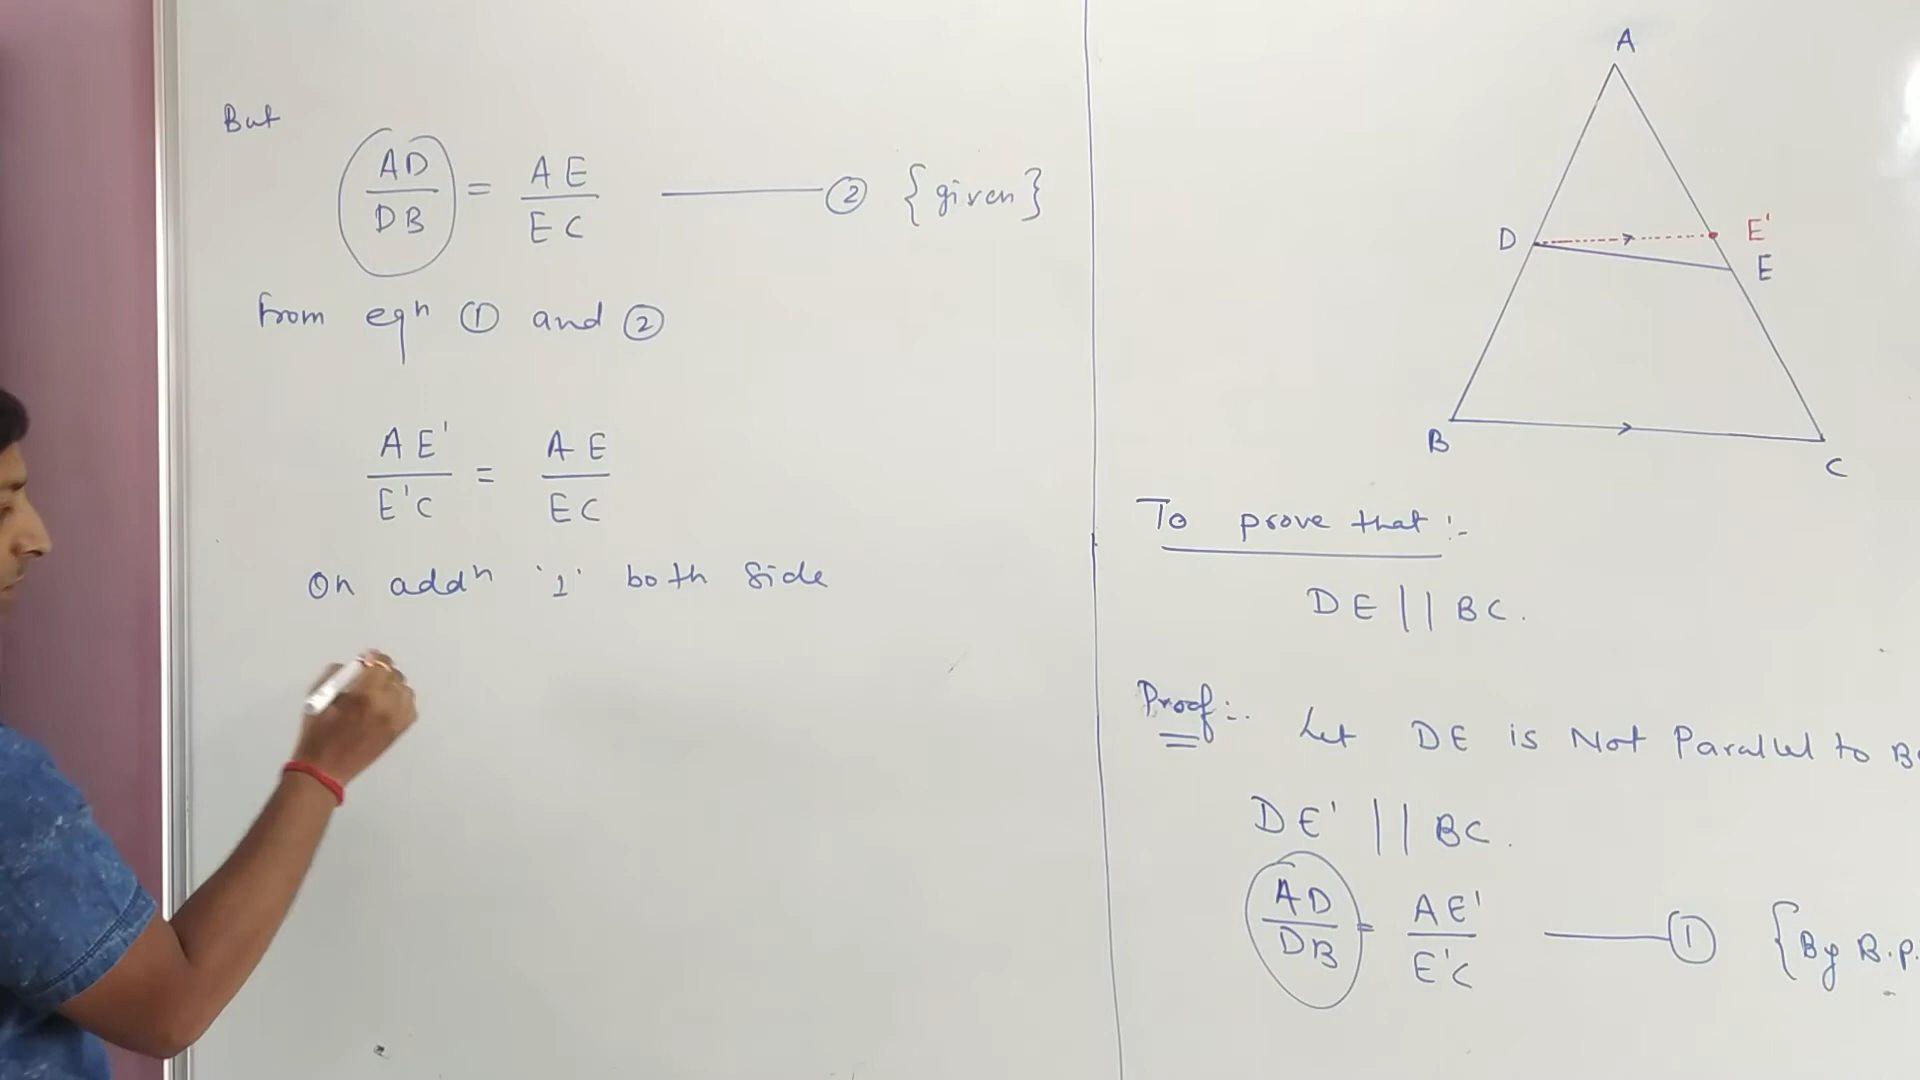 But
AD/DB = AE/EC —— ② {given}
from eqn ① and ②
AE'/E'C = AE/EC
On addn '1' both side
A
D
E'
E
B
C
To prove that :-
DE || BC.
Proof :- Let DE is Not Parallel to
DE' || BC.
AD/DB = AE'/E'C —— ① {By B.P.